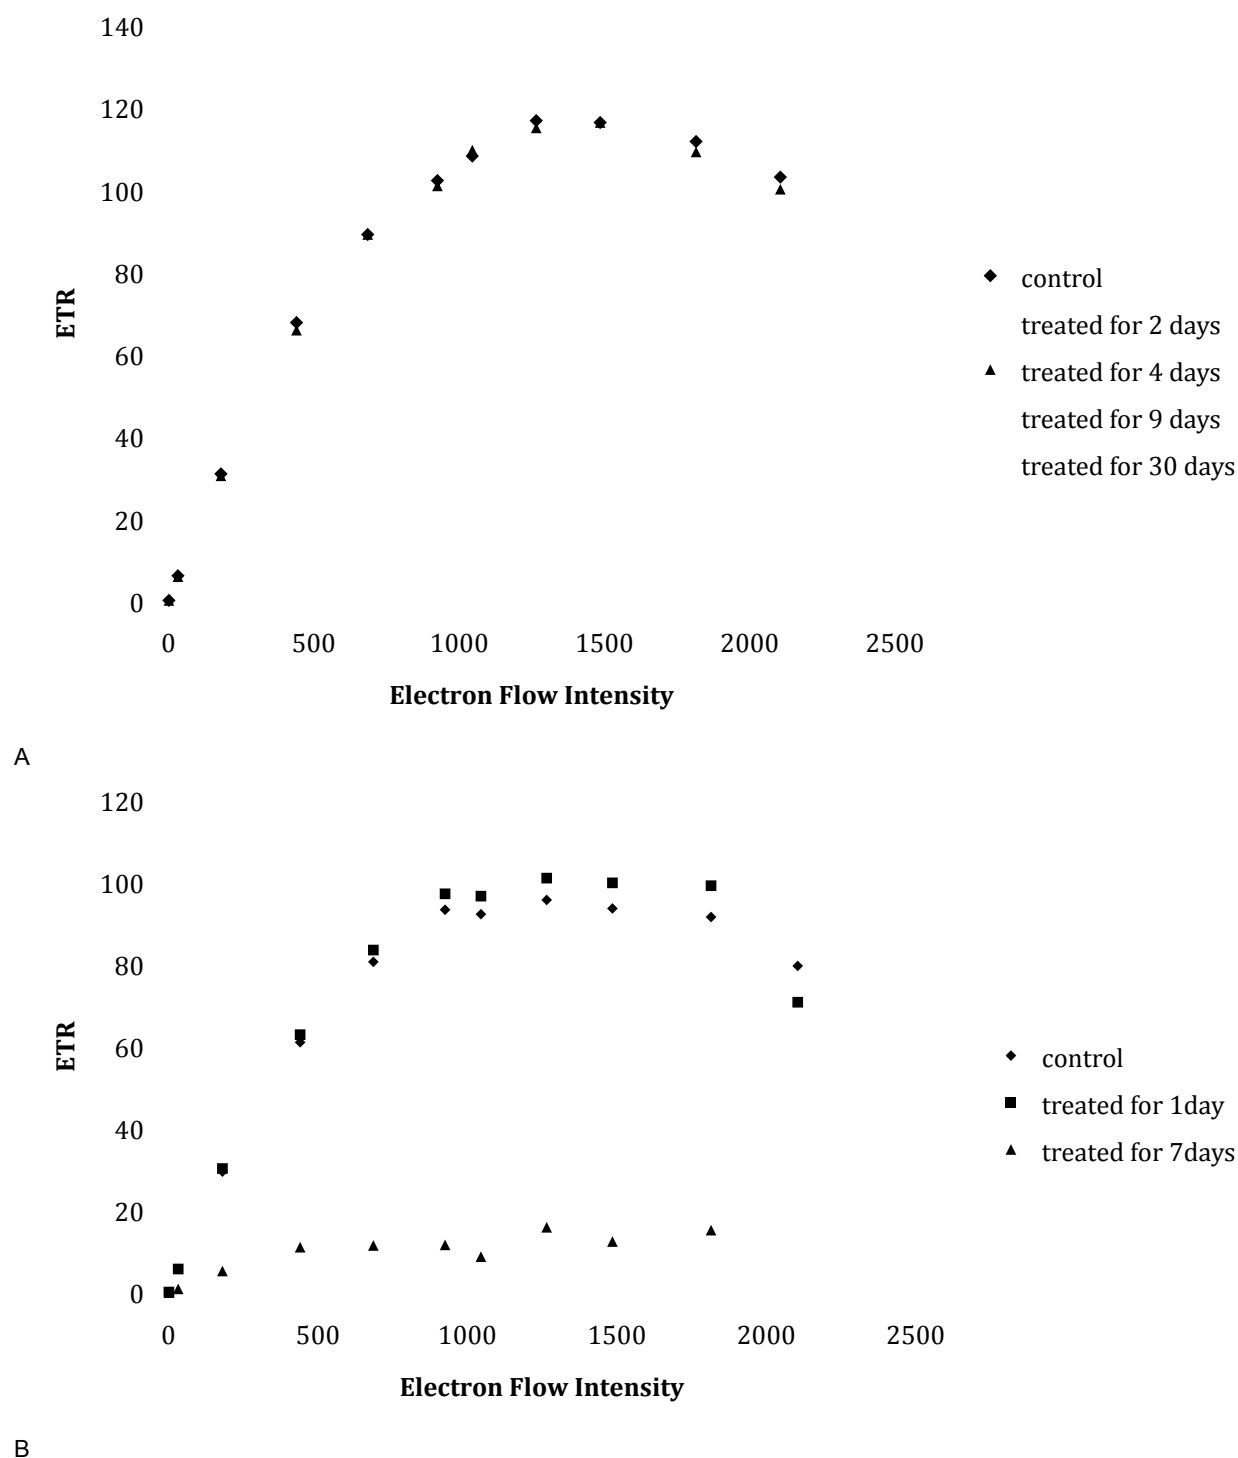 140
120
100
80
60
40
20
0
ETR
0 500 1000 1500 2000 2500
Electron Flow Intensity
control
treated for 2 days
treated for 4 days
treated for 9 days
treated for 30 days
A
120
100
80
60
40
20
0
ETR
0 500 1000 1500 2000 2500
Electron Flow Intensity
control
treated for 1day
treated for 7days
B